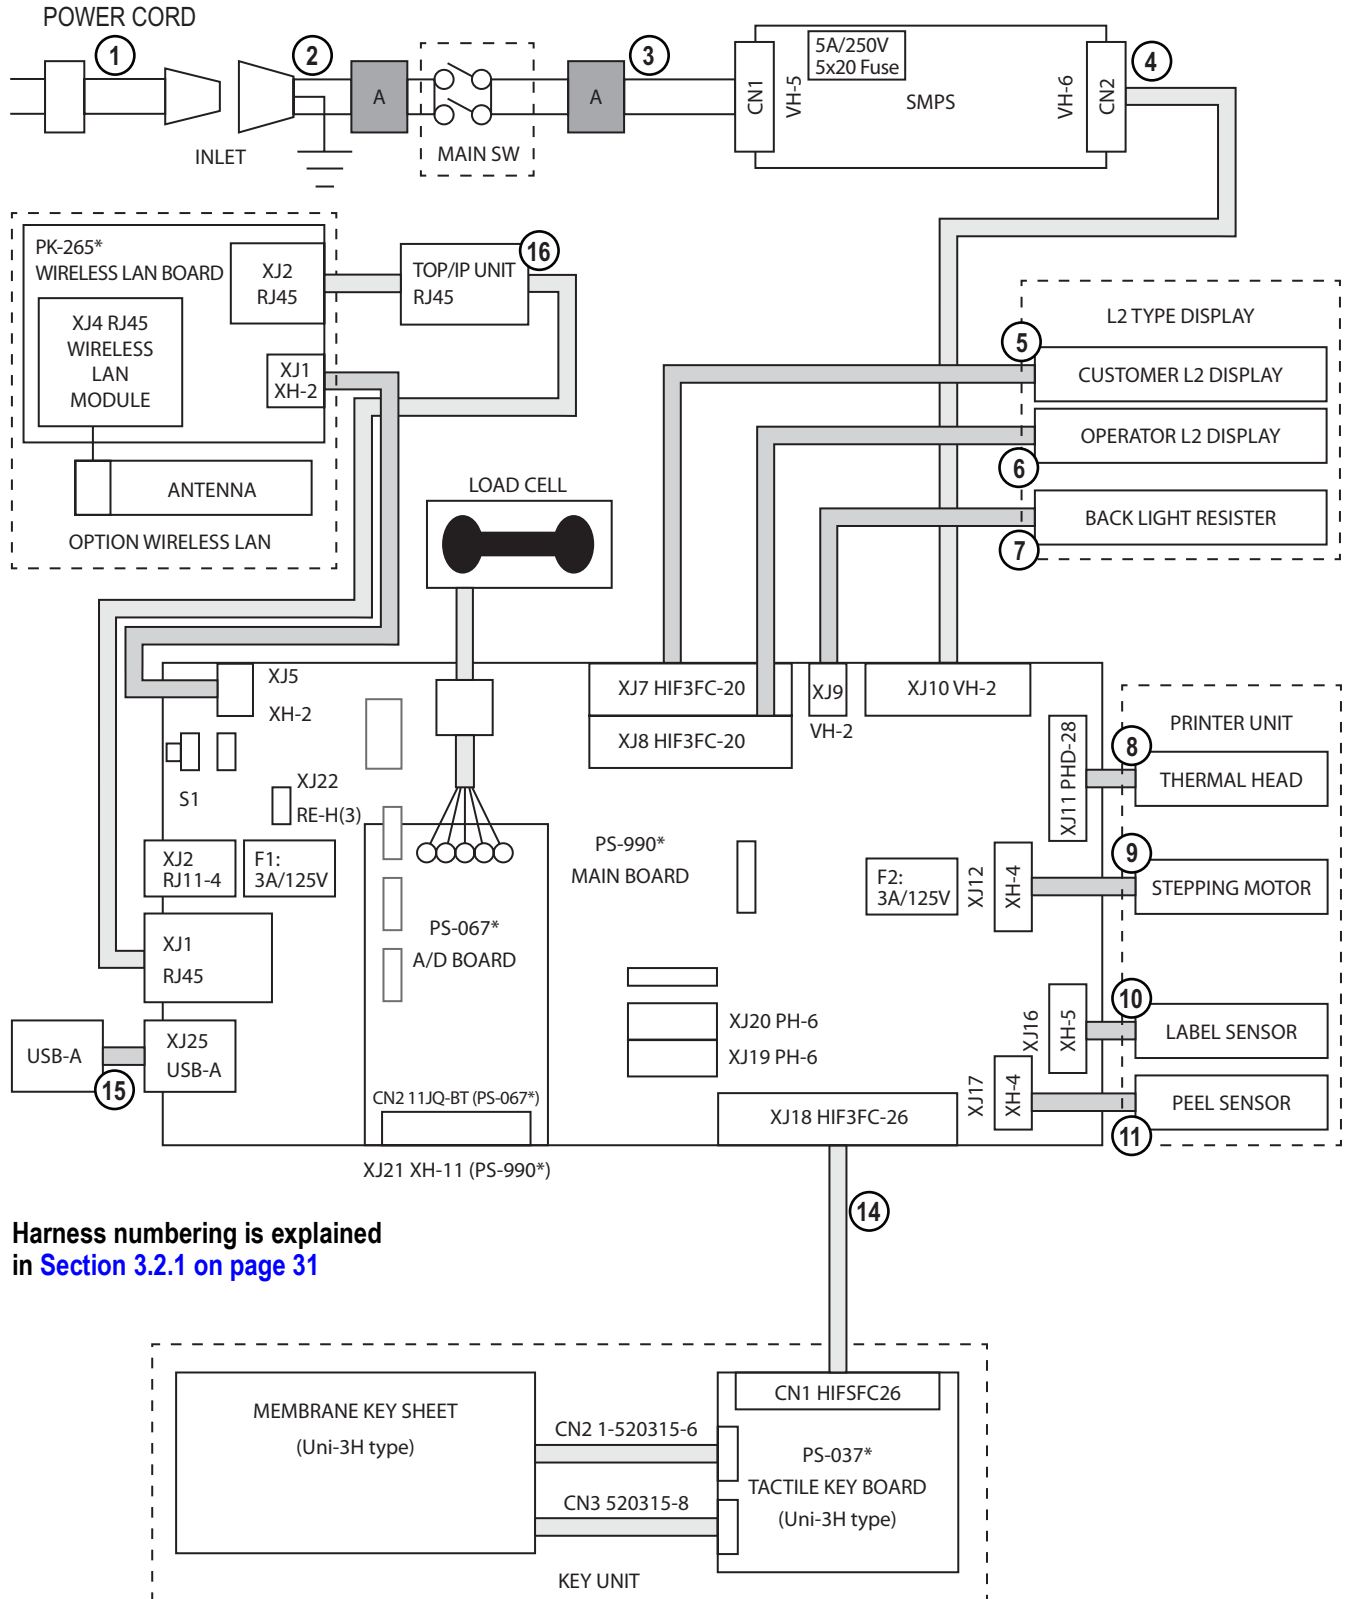 POWER CORD
1
2
3
4
A
A
INLET
MAIN SW
CN1
VH-5
5A/250V
5x20 Fuse
SMPS
VH-6
CN2
PK-265*
WIRELESS LAN BOARD
XJ2
RJ45
XJ4 RJ45
WIRELESS
LAN
MODULE
XJ1
XH-2
ANTENNA
OPTION WIRELESS LAN
16
TOP/IP UNIT
RJ45
L2 TYPE DISPLAY
5
CUSTOMER L2 DISPLAY
OPERATOR L2 DISPLAY
6
BACK LIGHT RESISTER
7
LOAD CELL
XJ5
XH-2
S1
XJ22
RE-H(3)
XJ2
RJ11-4
F1:
3A/125V
XJ1
RJ45
USB-A
15
XJ25
USB-A
XJ7 HIF3FC-20
XJ8 HIF3FC-20
XJ9
VH-2
XJ10 VH-2
XJ11 PHD-28
PS-990*
MAIN BOARD
F2:
3A/125V
XJ12
XH-4
PS-067*
A/D BOARD
XJ20 PH-6
XJ19 PH-6
XJ16
XH-5
XJ17
XH-4
CN2 11JQ-BT (PS-067*)
XJ21 XH-11 (PS-990*)
XJ18 HIF3FC-26
PRINTER UNIT
8
THERMAL HEAD
9
STEPPING MOTOR
10
LABEL SENSOR
PEEL SENSOR
11
14
Harness numbering is explained
in Section 3.2.1 on page 31
MEMBRANE KEY SHEET
(Uni-3H type)
CN2 1-520315-6
CN3 520315-8
CN1 HIFSFC26
PS-037*
TACTILE KEY BOARD
(Uni-3H type)
KEY UNIT